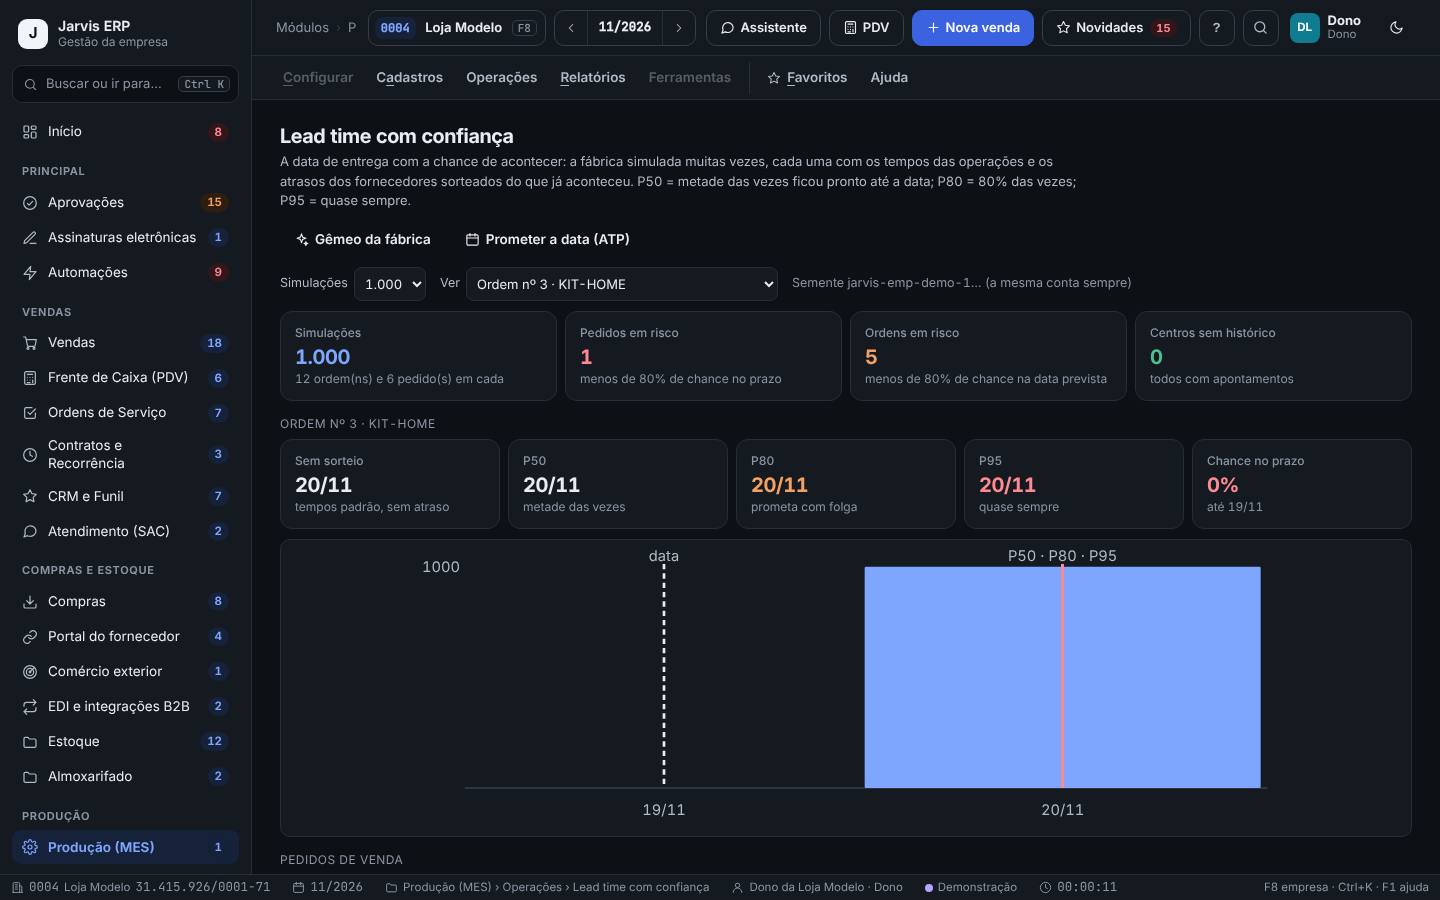 J
Jarvis ERP
Gestão da empresa
Buscar ou ir para...
Ctrl K
Início 8
PRINCIPAL
Aprovações 15
Assinaturas eletrônicas 1
Automações 9
VENDAS
Vendas 18
Frente de Caixa (PDV) 6
Ordens de Serviço 7
Contratos e
Recorrência 3
CRM e Funil 7
Atendimento (SAC) 2
COMPRAS E ESTOQUE
Compras 8
Portal do fornecedor 4
Comércio exterior 1
EDI e integrações B2B 2
Estoque 12
Almoxarifado 2
PRODUÇÃO
Produção (MES) 1
Módulos › P
0004 Loja Modelo F8
‹ 11/2026 ›
Assistente
PDV
+ Nova venda
Novidades 15
?
DL
Dono
Dono
Configurar Cadastros Operações Relatórios Ferramentas Favoritos Ajuda
Lead time com confiança
A data de entrega com a chance de acontecer: a fábrica simulada muitas vezes, cada uma com os tempos das operações e os
atrasos dos fornecedores sorteados do que já aconteceu. P50 = metade das vezes ficou pronto até a data; P80 = 80% das vezes;
P95 = quase sempre.
Gêmeo da fábrica Prometer a data (ATP)
Simulações 1.000 Ver Ordem nº 3 · KIT-HOME Semente jarvis-emp-demo-1... (a mesma conta sempre)
Simulações
1.000
12 ordem(ns) e 6 pedido(s) em cada
Pedidos em risco
1
menos de 80% de chance no prazo
Ordens em risco
5
menos de 80% de chance na data prevista
Centros sem histórico
0
todos com apontamentos
ORDEM Nº 3 · KIT-HOME
Sem sorteio
20/11
tempos padrão, sem atraso
P50
20/11
metade das vezes
P80
20/11
prometa com folga
P95
20/11
quase sempre
Chance no prazo
0%
até 19/11
data P50 · P80 · P95
1000
19/11 20/11
PEDIDOS DE VENDA
0004 Loja Modelo 31.415.926/0001-71 11/2026 Produção (MES) › Operações › Lead time com confiança Dono da Loja Modelo · Dono Demonstração 00:00:11 F8 empresa · Ctrl+K · F1 ajuda